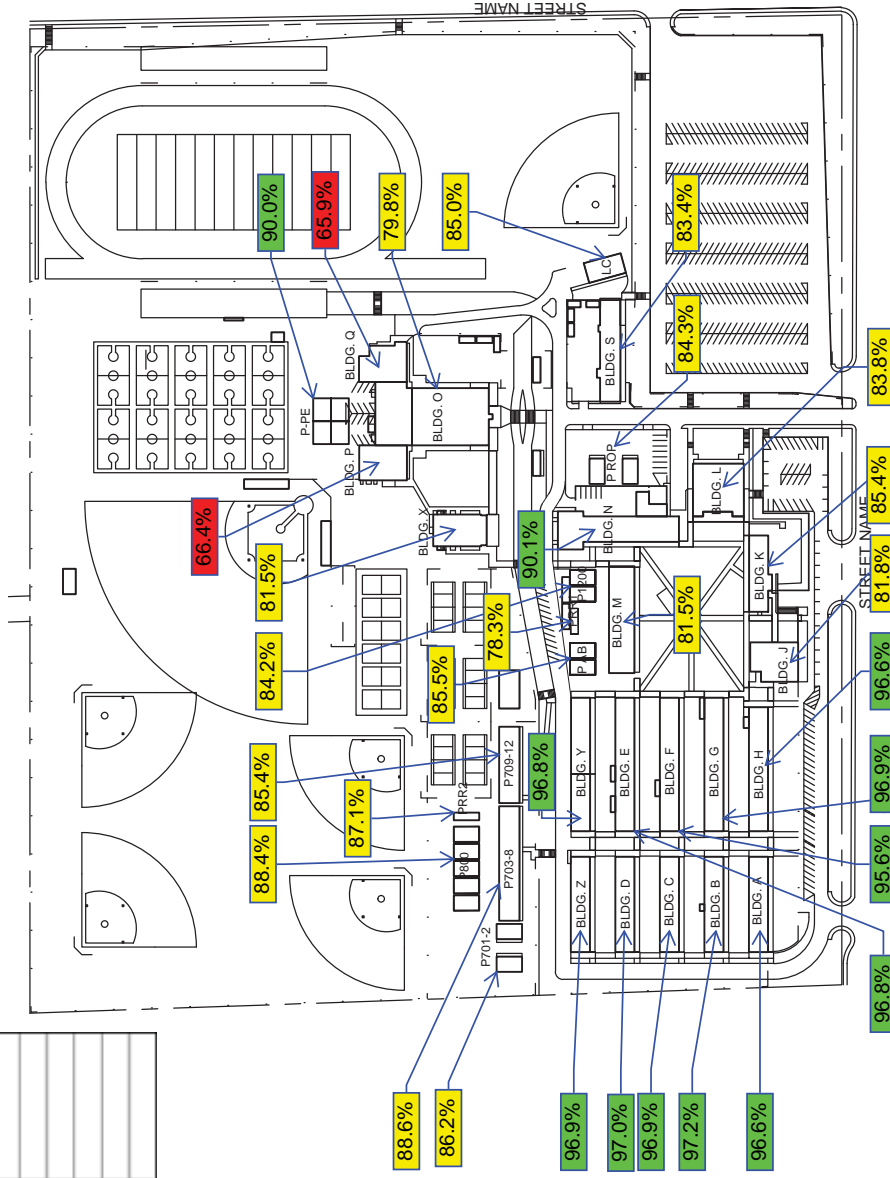 STREET NAME
90.0%
65.9%
79.8%
85.0%
83.4%
84.3%
83.8%
85.4%
81.8%
96.6%
96.9%
95.6%
96.8%
66.4%
81.5%
84.2%
90.1%
78.3%
85.5%
81.5%
85.4%
87.1%
88.4%
96.8%
88.6%
86.2%
96.9%
97.0%
96.9%
97.2%
96.6%
P-PE
BLDG. Q
BLDG. O
BLDG. P
BLDG. X
LC
BLDG. S
P ROP
BLDG. L
BLDG. N
BLDG. K
STREET NAME
BLDG. J
P1200
BLDG. M
P AB
P709-12
PRR2
P800
P703-8
P701-2
BLDG. Y
BLDG. E
BLDG. F
BLDG. G
BLDG. H
BLDG. Z
BLDG. D
BLDG. C
BLDG. B
BLDG. A